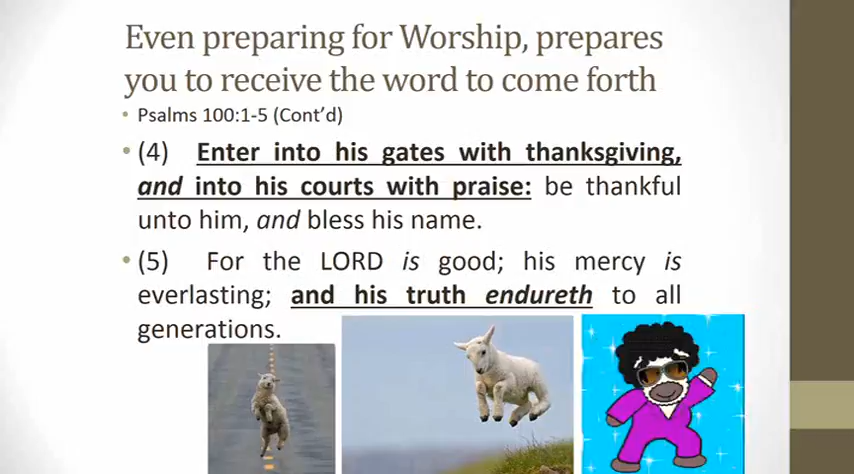 Even preparing for Worship, prepares
you to receive the word to come forth
• Psalms 100:1-5 (Cont'd)
• (4) Enter into his gates with thanksgiving,
and into his courts with praise: be thankful
unto him, and bless his name.
• (5) For the LORD is good; his mercy is
everlasting; and his truth endureth to all
generations.